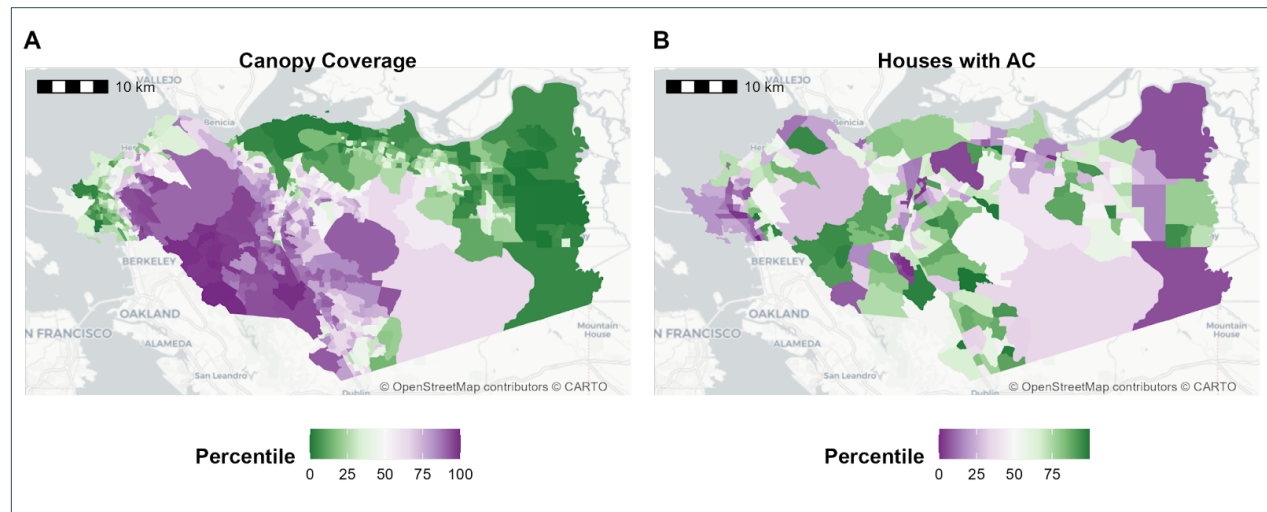 A
Canopy Coverage
10 km
VALLEJO
Benicia
BERKELEY
OAKLAND
N FRANCISCO
ALAMEDA
San Leandro
Dublin
Mountain
House
© OpenStreetMap contributors © CARTO
Percentile
0 25 50 75 100
B
Houses with AC
10 km
VALLEJO
Benicia
BERKELEY
OAKLAND
N FRANCISCO
ALAMEDA
San Leandro
Dublin
Mountain
House
© OpenStreetMap contributors © CARTO
Percentile
0 25 50 75